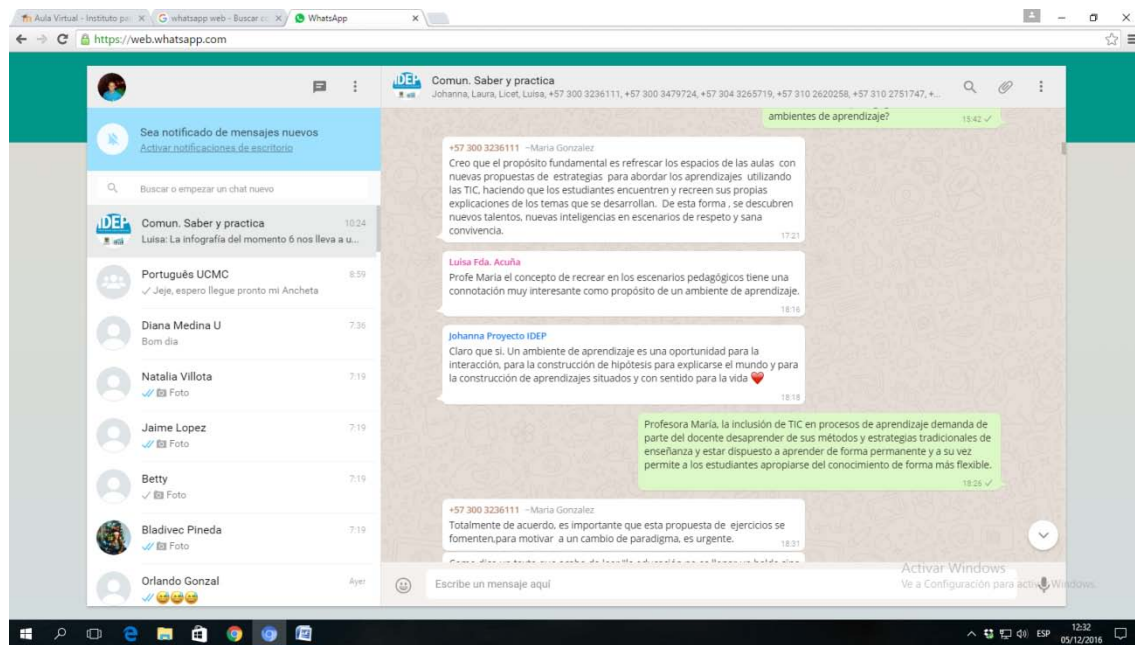 Aula Virtual - Instituto pa
whatsapp web - Buscar c
WhatsApp
https://web.whatsapp.com
Sea notificado de mensajes nuevos
Activar notificaciones de escritorio
Buscar o empezar un chat nuevo
IDEP
Comun. Saber y practica 10:24
Luisa: La infografía del momento 6 nos lleva a u...
Portugués UCMC 8:59
Jeje, espero llegue pronto mi Ancheta
Diana Medina U 7:36
Bom dia
Natalia Villota 7:19
Foto
Jaime Lopez 7:19
Foto
Betty 7:19
Foto
Bladivec Pineda 7:19
Foto
Orlando Gonzal Ayer
IDEP
Comun. Saber y practica
Johanna, Laura, Licet, Luisa, +57 300 3236111, +57 300 3479724, +57 304 3265719, +57 310 2620258, +57 310 2751747, +...
ambientes de aprendizaje? 15:42
+57 300 3236111 ~Maria Gonzalez
Creo que el propósito fundamental es refrescar los espacios de las aulas con
nuevas propuestas de estrategias para abordar los aprendizajes utilizando
las TIC, haciendo que los estudiantes encuentren y recreen sus propias
explicaciones de los temas que se desarrollan. De esta forma , se descubren
nuevos talentos, nuevas inteligencias en escenarios de respeto y sana
convivencia. 17:21
Luisa Fda. Acuña
Profe Maria el concepto de recrear en los escenarios pedagógicos tiene una
connotación muy interesante como propósito de un ambiente de aprendizaje.
18:16
Johanna Proyecto IDEP
Claro que si. Un ambiente de aprendizaje es una oportunidad para la
interacción, para la construcción de hipótesis para explicarse el mundo y para
la construcción de aprendizajes situados y con sentido para la vida ❤
18:18
Profesora María, la inclusión de TIC en procesos de aprendizaje demanda de
parte del docente desaprender de sus métodos y estrategias tradicionales de
enseñanza y estar dispuesto a aprender de forma permanente y a su vez
permite a los estudiantes apropiarse del conocimiento de forma más flexible.
18:26
+57 300 3236111 ~Maria Gonzalez
Totalmente de acuerdo, es importante que esta propuesta de ejercicios se
fomenten,para motivar a un cambio de paradigma, es urgente. 18:31
Escribe un mensaje aquí
Activar Windows
Ve a Configuración para activ Windows.
ESP
12:32
05/12/2016